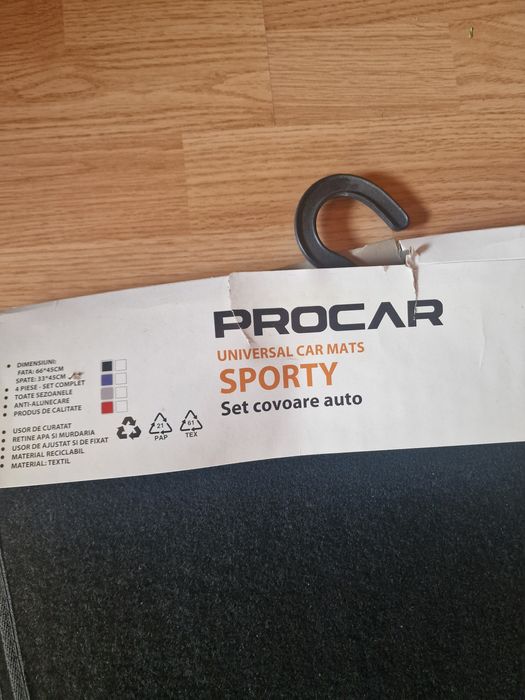 PROCAR
UNIVERSAL CAR MATS
SPORTY
Set covoare auto
• DIMENSIUNI:
FATA: 66*45CM
SPATE: 33*45CM
• 4 PIESE - SET COMPLET
• TOATE SEZOANELE
• ANTI-ALUNECARE
• PRODUS DE CALITATE
• USOR DE CURATAT
• RETINE APA SI MURDARIA
• USOR DE AJUSTAT SI DE FIXAT
• MATERIAL RECICLABIL
• MATERIAL: TEXTIL
21
PAP
61
TEX